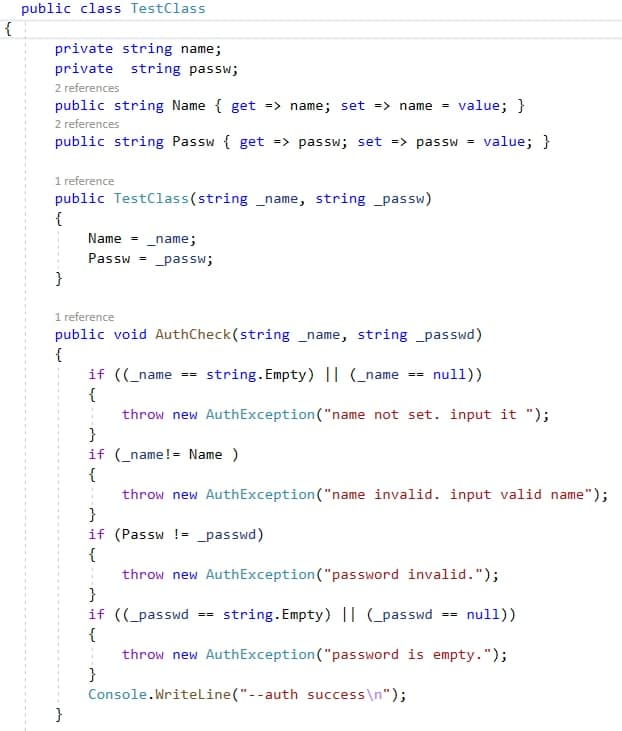 public class TestClass
{
private string name;
private  string passw;
2 references
public string Name { get => name; set => name = value; }
2 references
public string Passw { get => passw; set => passw = value; }
1 reference
public TestClass(string _name, string _passw)
{
Name = _name;
Passw = _passw;
}
1 reference
public void AuthCheck(string _name, string _passwd)
{
if ((_name == string.Empty) || (_name == null))
{
throw new AuthException("name not set. input it ");
}
if (_name!= Name )
{
throw new AuthException("name invalid. input valid name");
}
if (Passw != _passwd)
{
throw new AuthException("password invalid.");
}
if ((_passwd == string.Empty) || (_passwd == null))
{
throw new AuthException("password is empty.");
}
Console.WriteLine("--auth success\n");
}